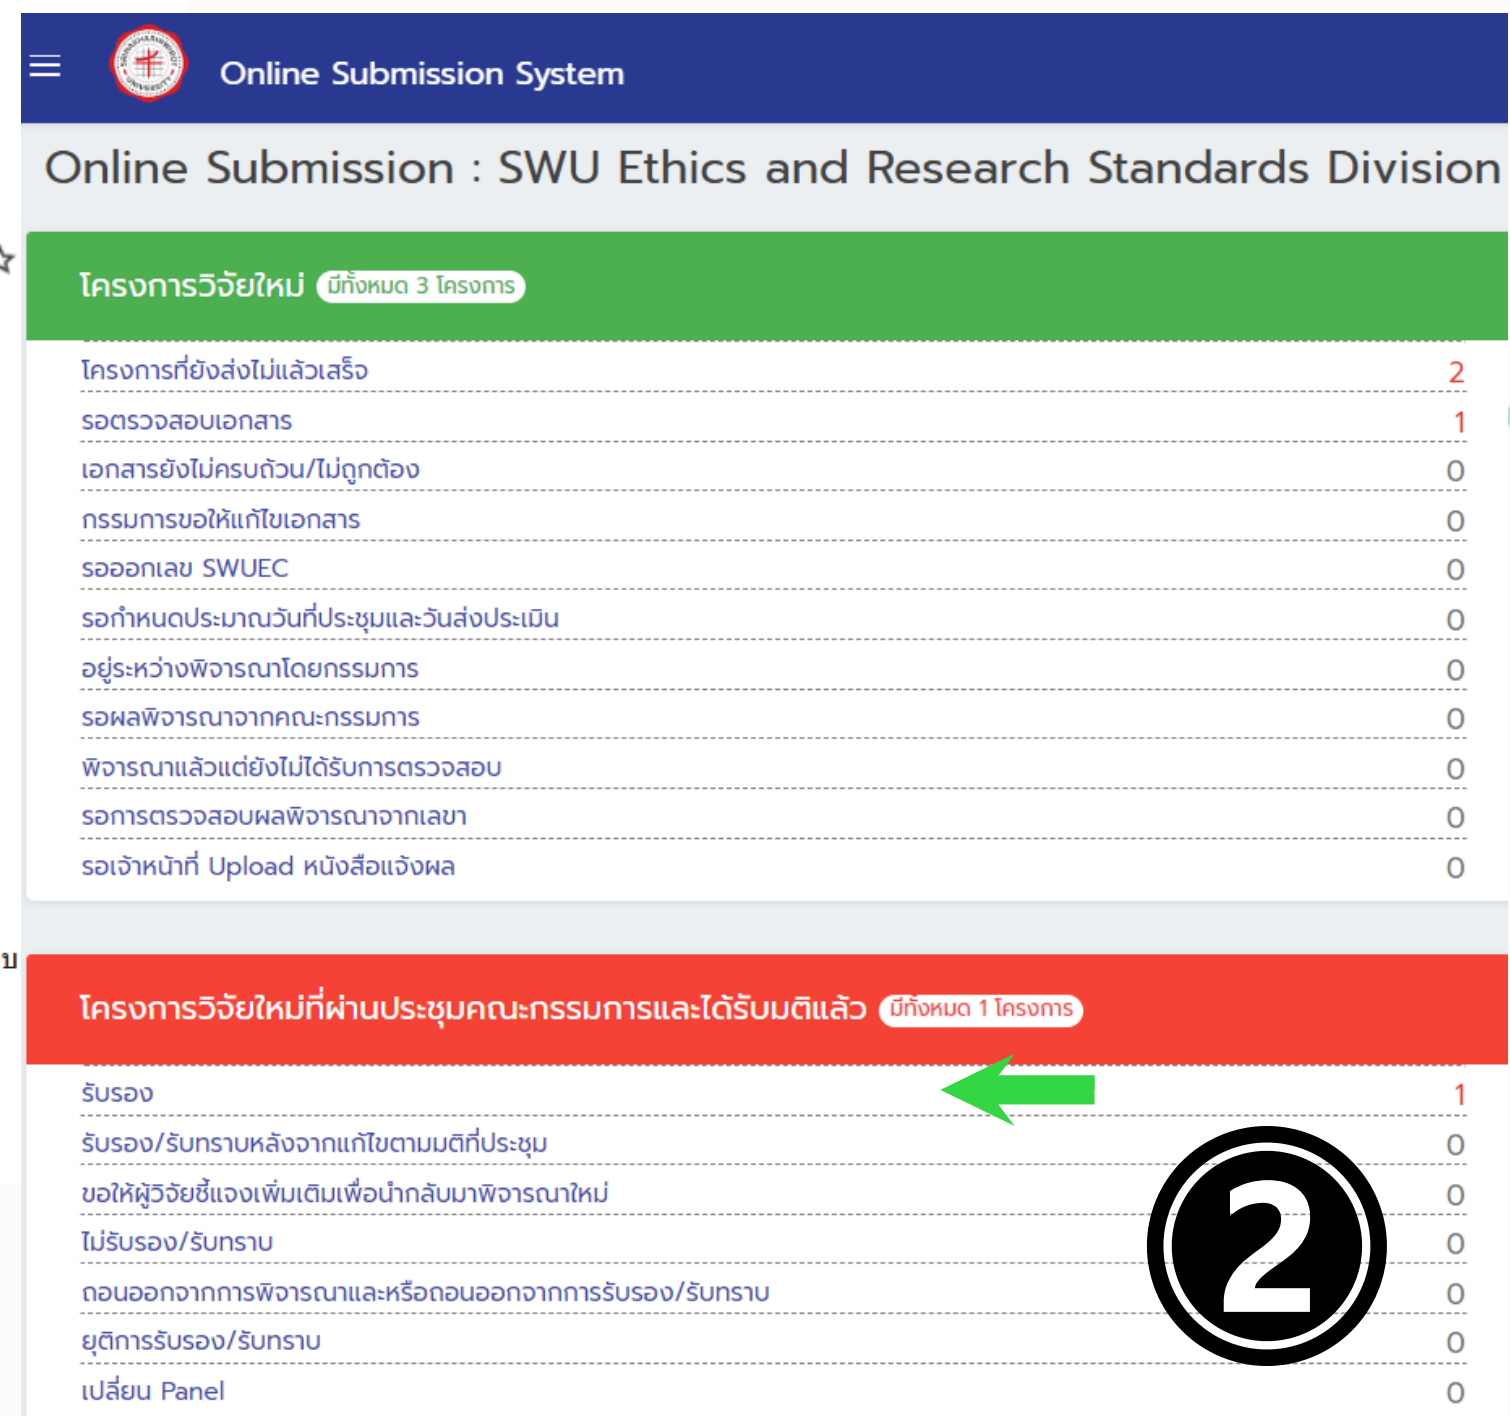 Online Submission System
Online Submission : SWU Ethics and Research Standards Division
โครงการวิจัยใหม่ มีทั้งหมด 3 โครงการ
โครงการที่ยังส่งไม่แล้วเสร็จ 2
รอตรวจสอบเอกสาร 1
เอกสารยังไม่ครบถ้วน/ไม่ถูกต้อง 0
กรรมการขอให้แก้ไขเอกสาร 0
รอออกเลข SWUEC 0
รอกำหนดประมาณวันที่ประชุมและวันส่งประเมิน 0
อยู่ระหว่างพิจารณาโดยกรรมการ 0
รอผลพิจารณาจากคณะกรรมการ 0
พิจารณาแล้วแต่ยังไม่ได้รับการตรวจสอบ 0
รอการตรวจสอบผลพิจารณาจากเลขา 0
รอเจ้าหน้าที่ Upload หนังสือแจ้งผล 0
บ
โครงการวิจัยใหม่ที่ผ่านประชุมคณะกรรมการและได้รับมติแล้ว มีทั้งหมด 1 โครงการ
รับรอง 1
รับรอง/รับทราบหลังจากแก้ไขตามมติที่ประชุม 0
ขอให้ผู้วิจัยชี้แจงเพิ่มเติมเพื่อนำกลับมาพิจารณาใหม่ 0
ไม่รับรอง/รับทราบ 0
2
ถอนออกจากการพิจารณาและหรือถอนออกจากการรับรอง/รับทราบ 0
ยุติการรับรอง/รับทราบ 0
เปลี่ยน Panel 0